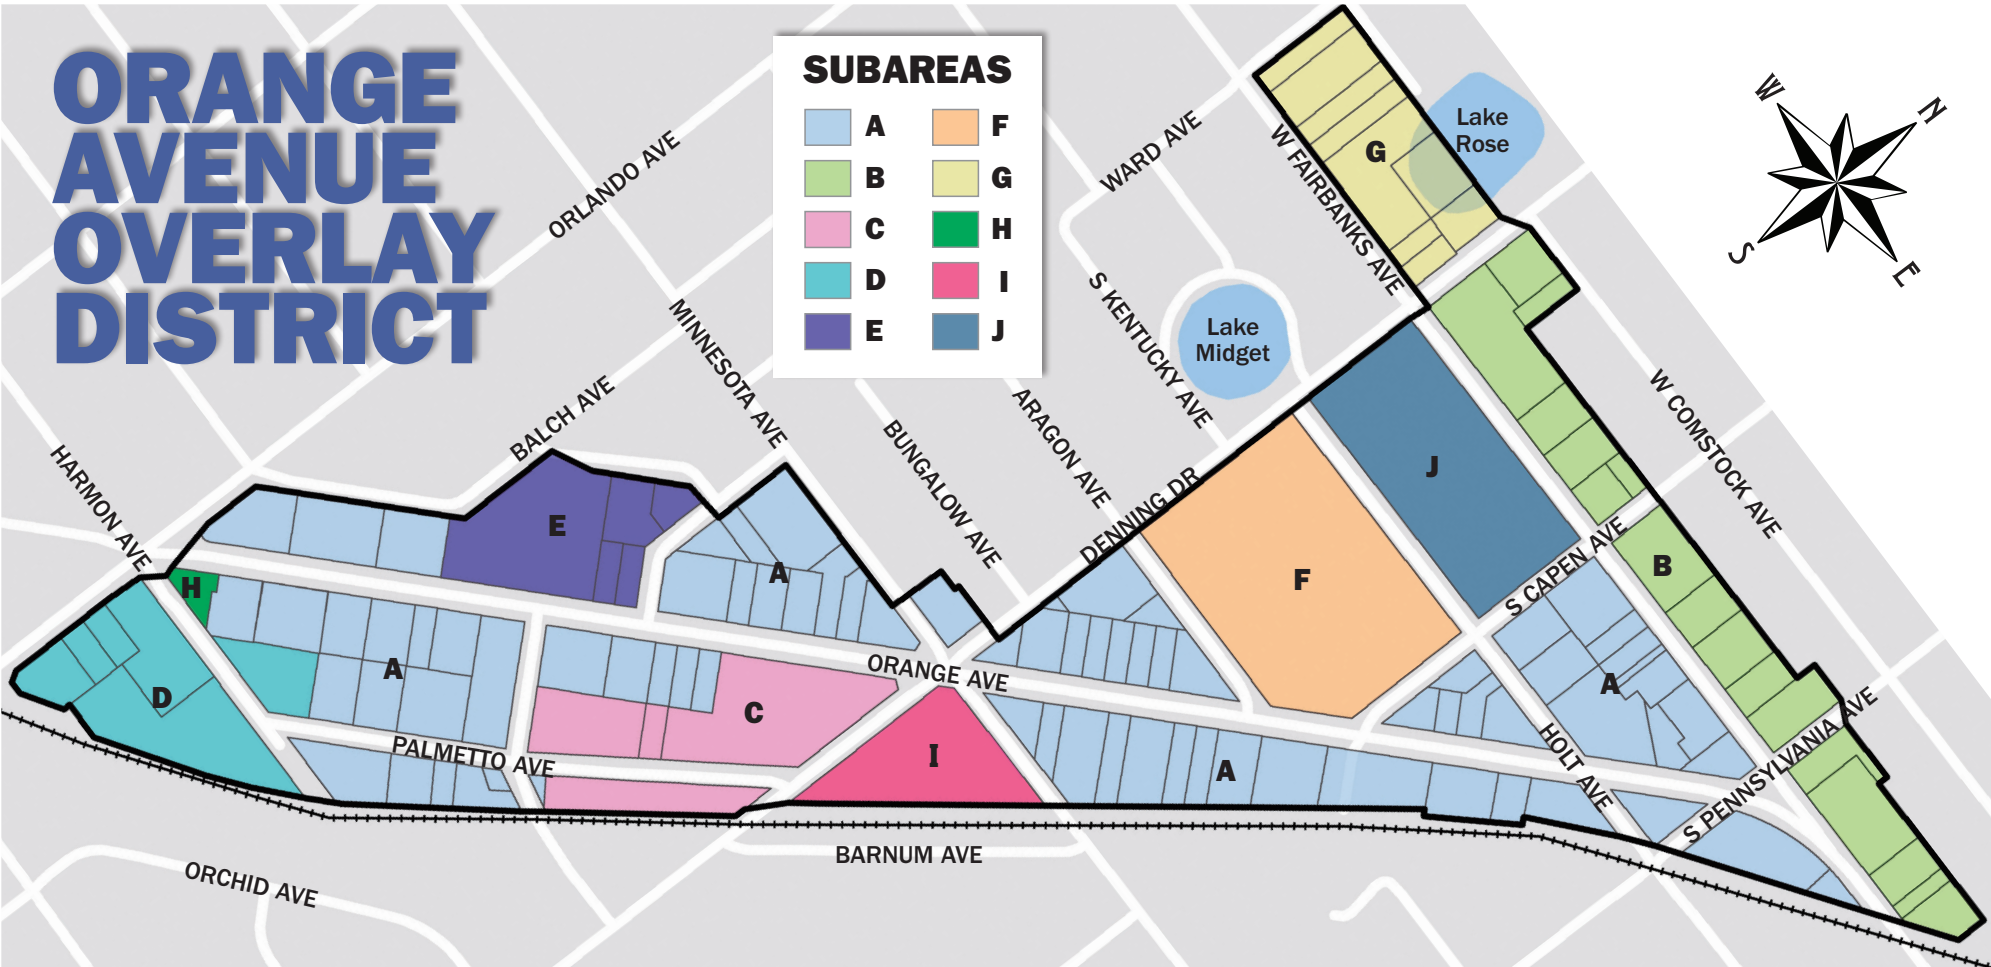 ORANGE
AVENUE
OVERLAY
DISTRICT
SUBAREAS
A F
B G
C H
D I
E J
W
N
S
E
Lake
Rose
G
WARD AVE
W FAIRBANKS AVE
ORLANDO AVE
S KENTUCKY AVE
Lake
Midget
MINNESOTA AVE
BALCH AVE
BUNGALOW AVE
ARAGON AVE
DENNING DR
W COMSTOCK AVE
HARMON AVE
J
E
F
A
B
S CAPEN AVE
H
A
D
ORANGE AVE
C
I
A
A
HOLT AVE
S PENNSYLVANIA AVE
PALMETTO AVE
BARNUM AVE
ORCHID AVE